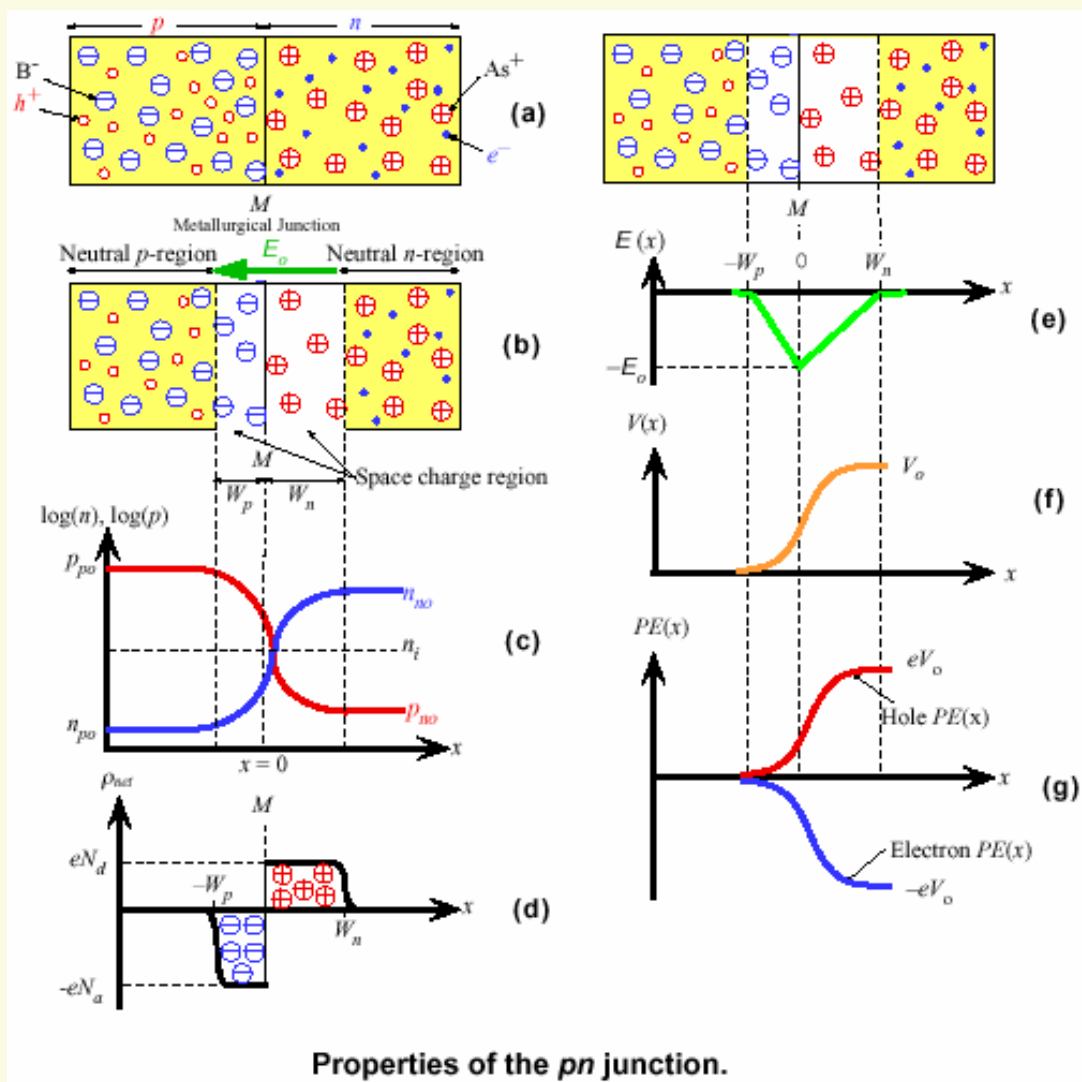 p n
B⁻
h⁺
As⁺
e⁻
(a)
M
Metallurgical Junction
Neutral p-region Eₒ Neutral n-region
(b)
M
Space charge region
Wₚ Wₙ
log(n), log(p)
pₚₒ
nₙₒ
nᵢ
(c)
nₚₒ
pₙₒ
x = 0
x
ρₙₑₜ
M
eN_d
−Wₚ
x
(d)
Wₙ
-eNₐ
M
E (x)
−Wₚ 0 Wₙ
x
(e)
−Eₒ
V(x)
Vₒ
(f)
x
PE(x)
eVₒ
Hole PE(x)
x
(g)
Electron PE(x)
−eVₒ
Properties of the pn junction.